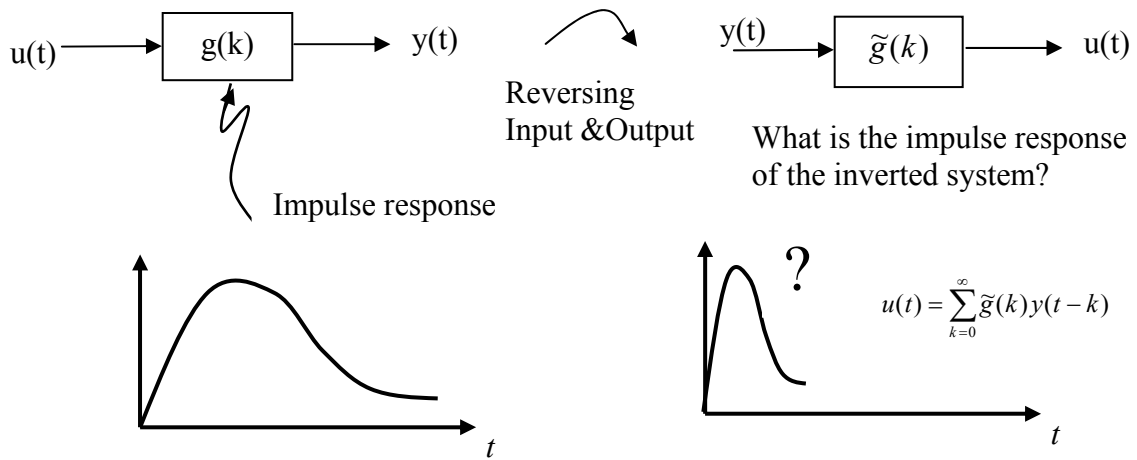 u(t)
g(k)
y(t)
Reversing
Input &Output
y(t)
g̃(k)
u(t)
What is the impulse response
of the inverted system?
Impulse response
t
?
u(t) = ∑_{k=0}^{∞} g̃(k) y(t − k)
t